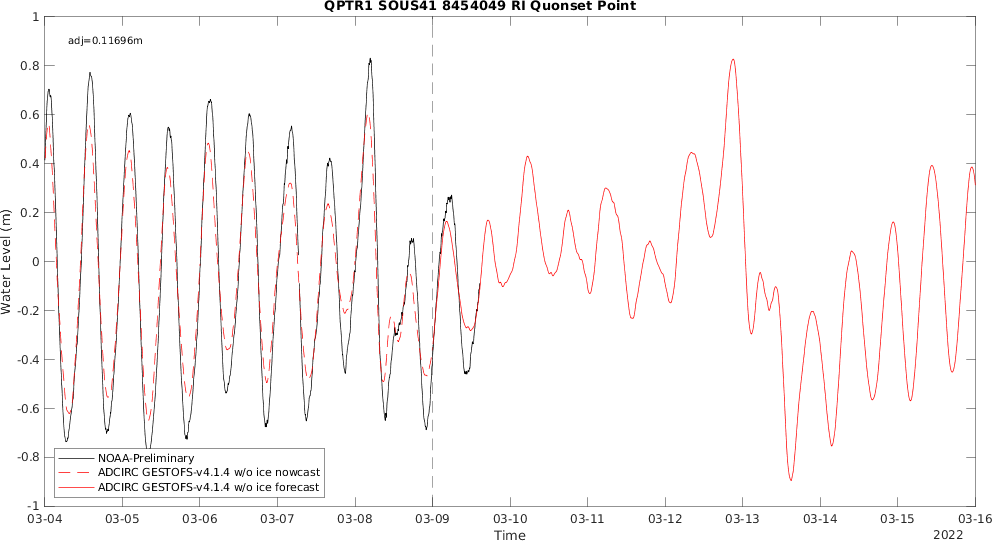 QPTR1 SOUS41 8454049 RI Quonset Point
adj=0.11696m
1
0.8
0.6
0.4
0.2
0
-0.2
-0.4
-0.6
-0.8
-1
Water Level (m)
NOAA-Preliminary
ADCIRC GESTOFS-v4.1.4 w/o ice nowcast
ADCIRC GESTOFS-v4.1.4 w/o ice forecast
03-04 03-05 03-06 03-07 03-08 03-09 03-10 03-11 03-12 03-13 03-14 03-15 03-16
Time
2022